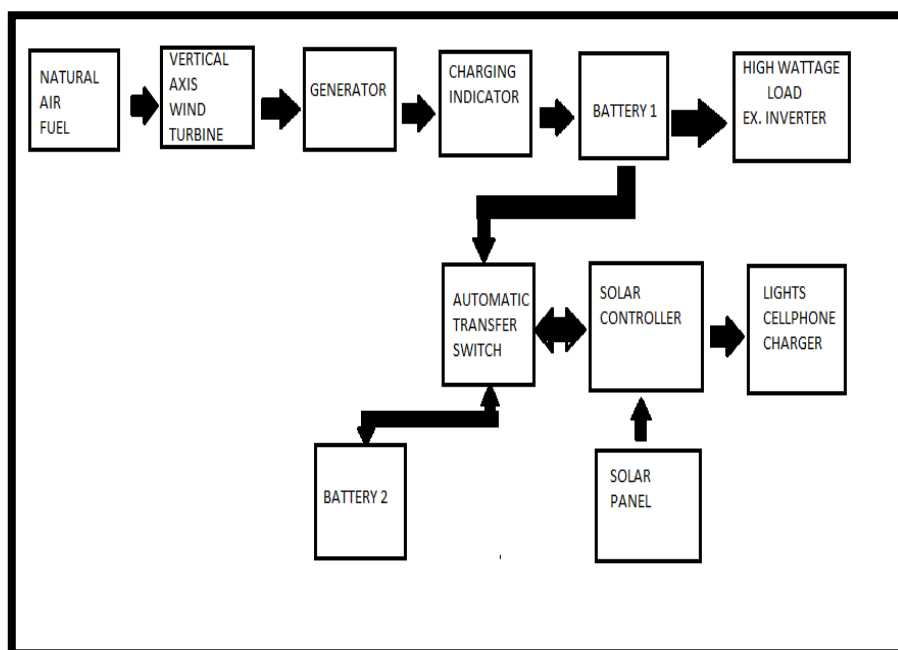 NATURAL
AIR
FUEL
VERTICAL
AXIS
WIND
TURBINE
GENERATOR
CHARGING
INDICATOR
BATTERY 1
HIGH WATTAGE
LOAD
EX. INVERTER
AUTOMATIC
TRANSFER
SWITCH
SOLAR
CONTROLLER
LIGHTS
CELLPHONE
CHARGER
BATTERY 2
SOLAR
PANEL